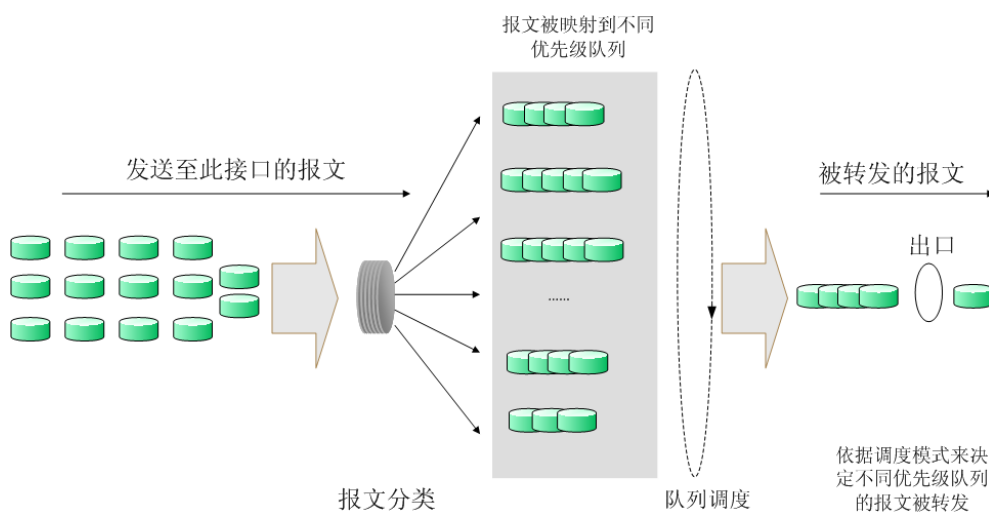 报文被映射到不同
优先级队列
发送至此接口的报文
被转发的报文
出口
......
报文分类
队列调度
依据调度模式来决
定不同优先级队列
的报文被转发